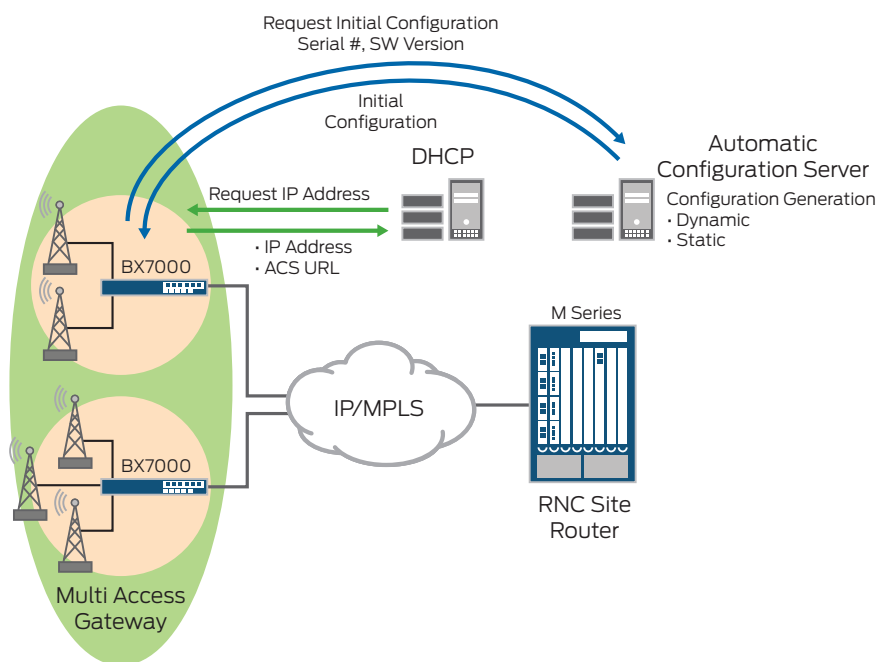 Request Initial Configuration
Serial #, SW Version
Initial
Configuration
DHCP
Automatic
Configuration Server
Configuration Generation
· Dynamic
· Static
Request IP Address
· IP Address
· ACS URL
BX7000
M Series
IP/MPLS
BX7000
RNC Site
Router
Multi Access
Gateway